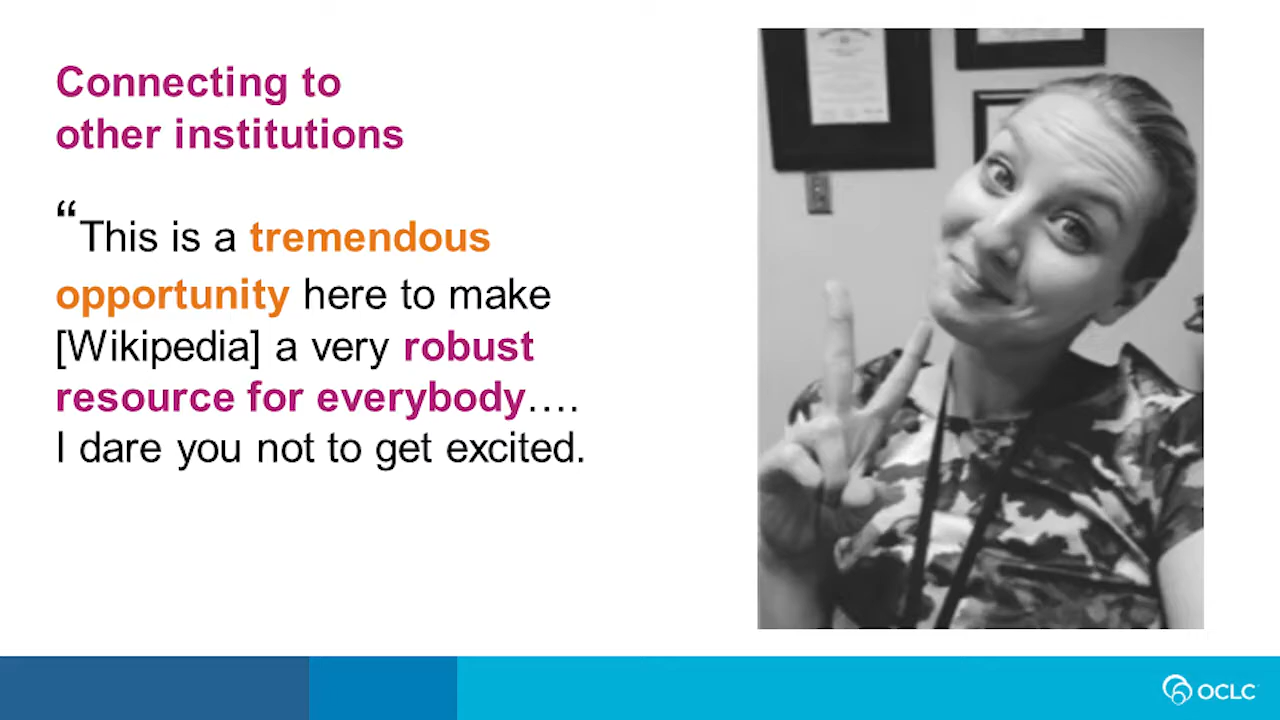 Connecting to
other institutions
“This is a tremendous
opportunity here to make
[Wikipedia] a very robust
resource for everybody….
I dare you not to get excited.
OCLC